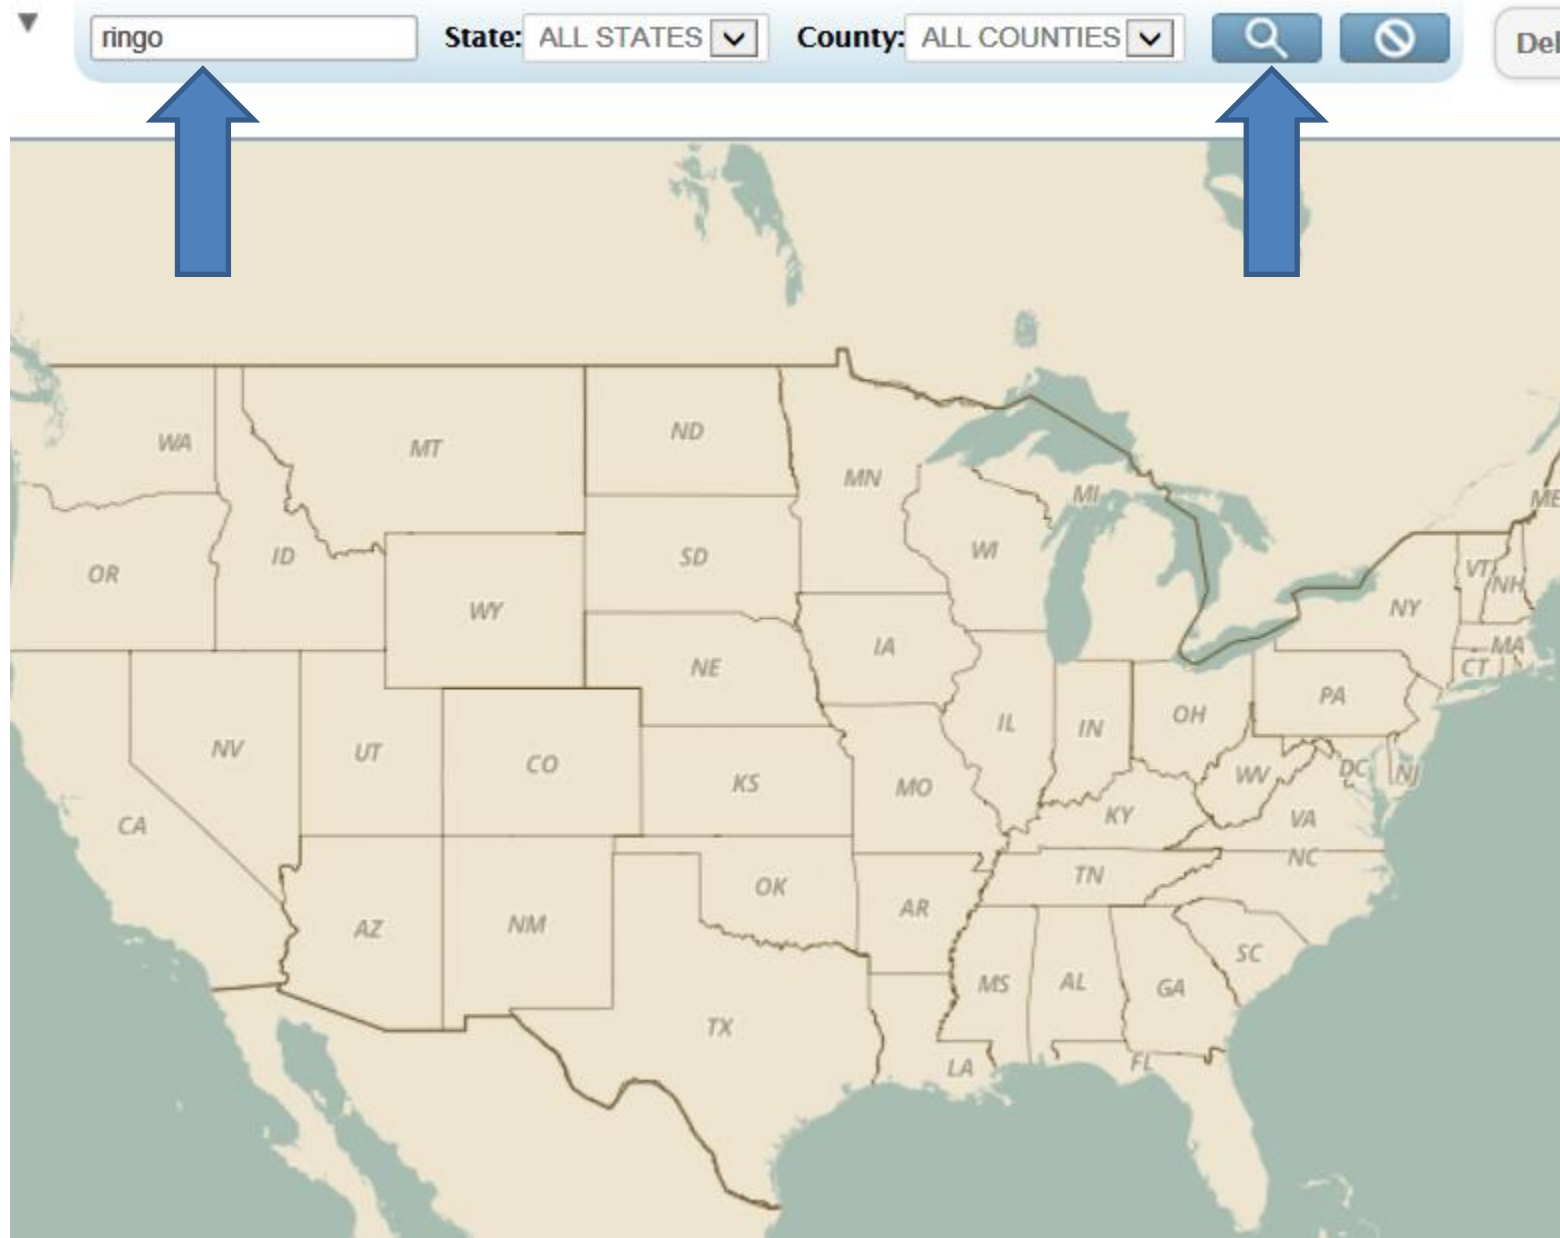 ▼ ringo State: ALL STATES County: ALL COUNTIES Del
WA
MT
ND
MN
MI
ME
OR
ID
SD
WI
VT
NH
WY
NY
IA
MA
NE
CT
PA
NV
UT
CO
IL
IN
OH
KS
MO
WV
DC
NJ
CA
KY
VA
NC
OK
TN
AZ
NM
AR
SC
MS
AL
GA
TX
LA
FL